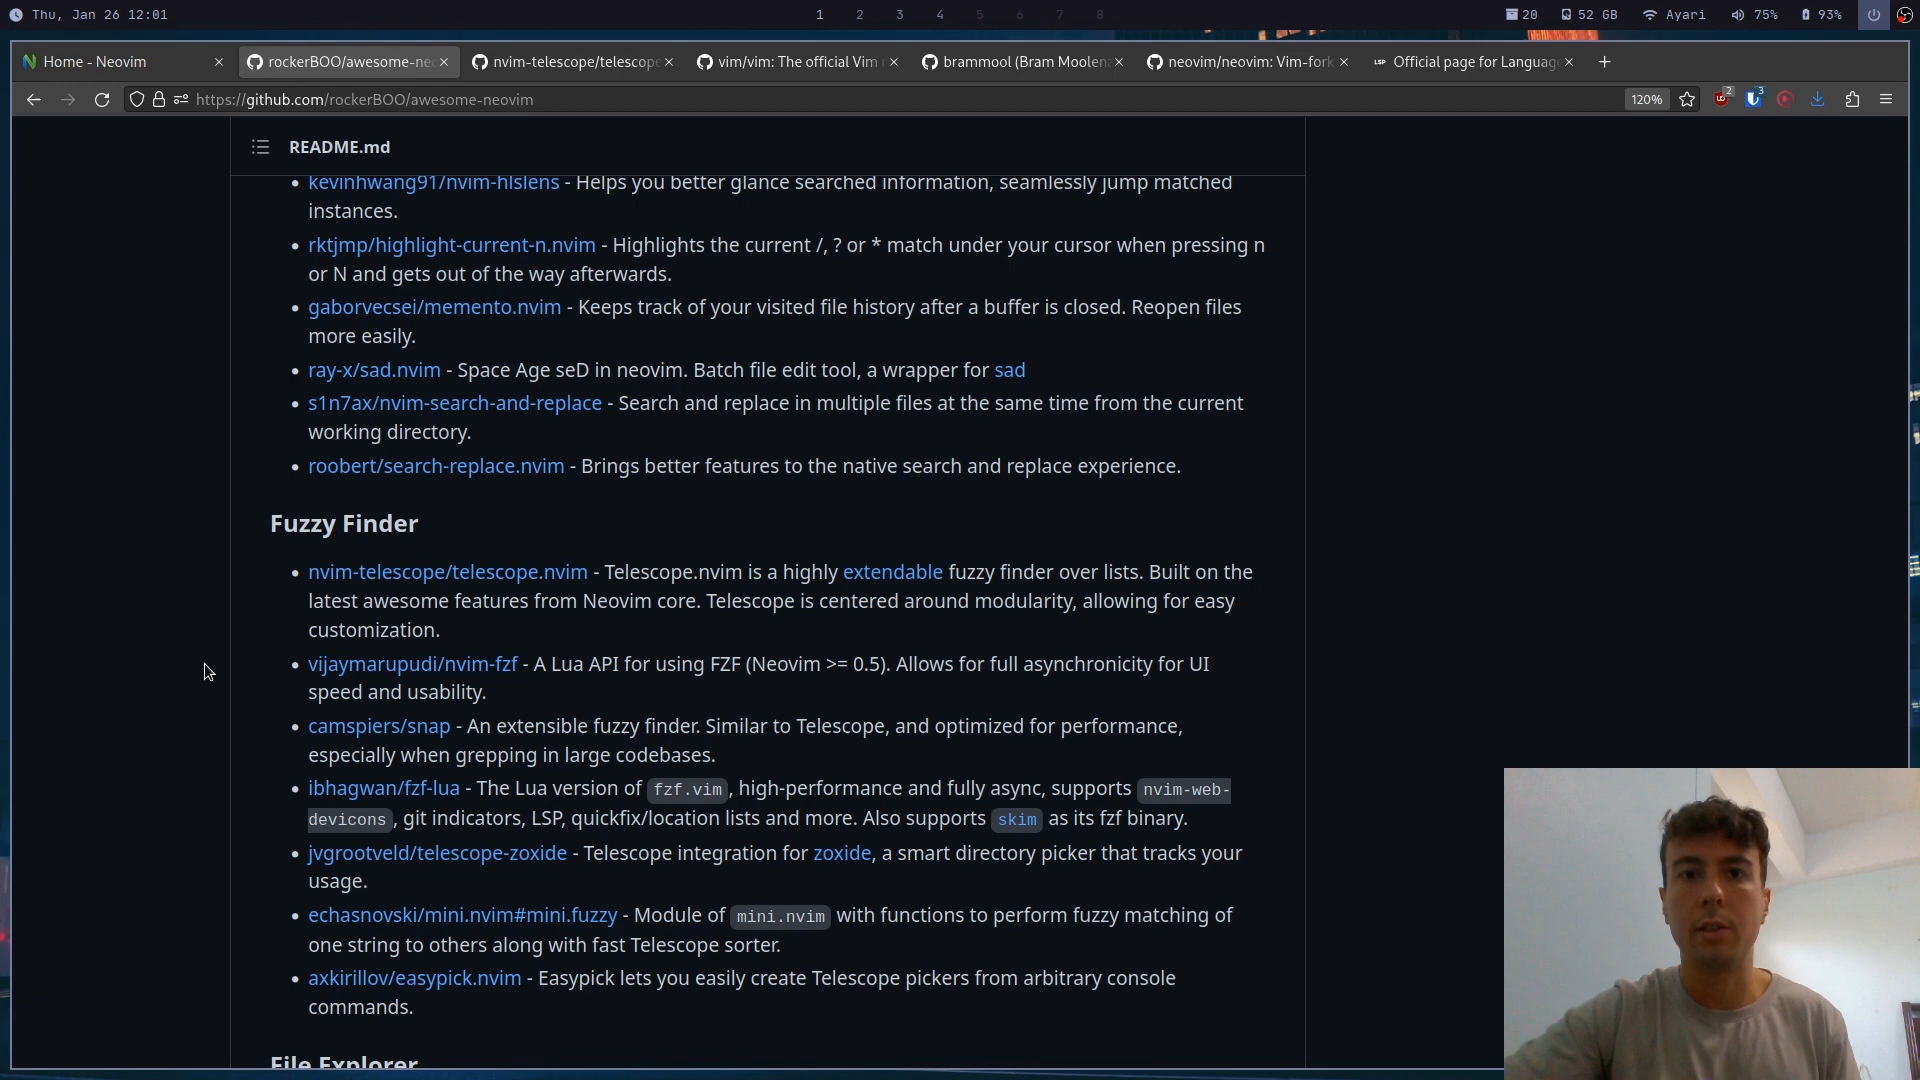 Thu, Jan 26 12:01
1 2 3 4 5 6 7 8
20 52 GB Ayari 75% 93%
Home - Neovim
rockerBOO/awesome-neo
nvim-telescope/telescope
vim/vim: The official Vim r
brammool (Bram Moolena
neovim/neovim: Vim-fork
LSP Official page for Language
https://github.com/rockerBOO/awesome-neovim
120%
2
3
README.md
kevinhwang91/nvim-hlslens - Helps you better glance searched information, seamlessly jump matched
instances.
rktjmp/highlight-current-n.nvim - Highlights the current /, ? or * match under your cursor when pressing n
or N and gets out of the way afterwards.
gaborvecsei/memento.nvim - Keeps track of your visited file history after a buffer is closed. Reopen files
more easily.
ray-x/sad.nvim - Space Age seD in neovim. Batch file edit tool, a wrapper for sad
s1n7ax/nvim-search-and-replace - Search and replace in multiple files at the same time from the current
working directory.
roobert/search-replace.nvim - Brings better features to the native search and replace experience.
Fuzzy Finder
nvim-telescope/telescope.nvim - Telescope.nvim is a highly extendable fuzzy finder over lists. Built on the
latest awesome features from Neovim core. Telescope is centered around modularity, allowing for easy
customization.
vijaymarupudi/nvim-fzf - A Lua API for using FZF (Neovim >= 0.5). Allows for full asynchronicity for UI
speed and usability.
camspiers/snap - An extensible fuzzy finder. Similar to Telescope, and optimized for performance,
especially when grepping in large codebases.
ibhagwan/fzf-lua - The Lua version of fzf.vim, high-performance and fully async, supports nvim-web-
devicons, git indicators, LSP, quickfix/location lists and more. Also supports skim as its fzf binary.
jvgrootveld/telescope-zoxide - Telescope integration for zoxide, a smart directory picker that tracks your
usage.
echasnovski/mini.nvim#mini.fuzzy - Module of mini.nvim with functions to perform fuzzy matching of
one string to others along with fast Telescope sorter.
axkirillov/easypick.nvim - Easypick lets you easily create Telescope pickers from arbitrary console
commands.
File Explorer